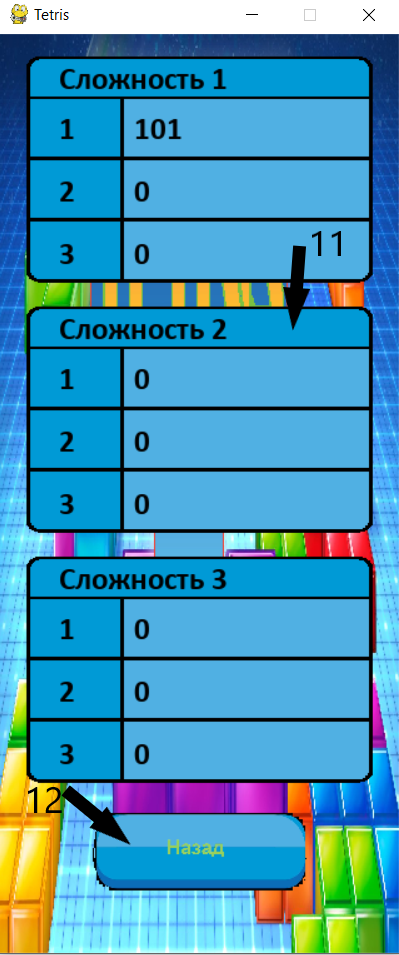 Tetris
Сложность 1
1 101
2 0
3 0
11
Сложность 2
1 0
2 0
3 0
Сложность 3
1 0
2 0
3 0
12
Назад